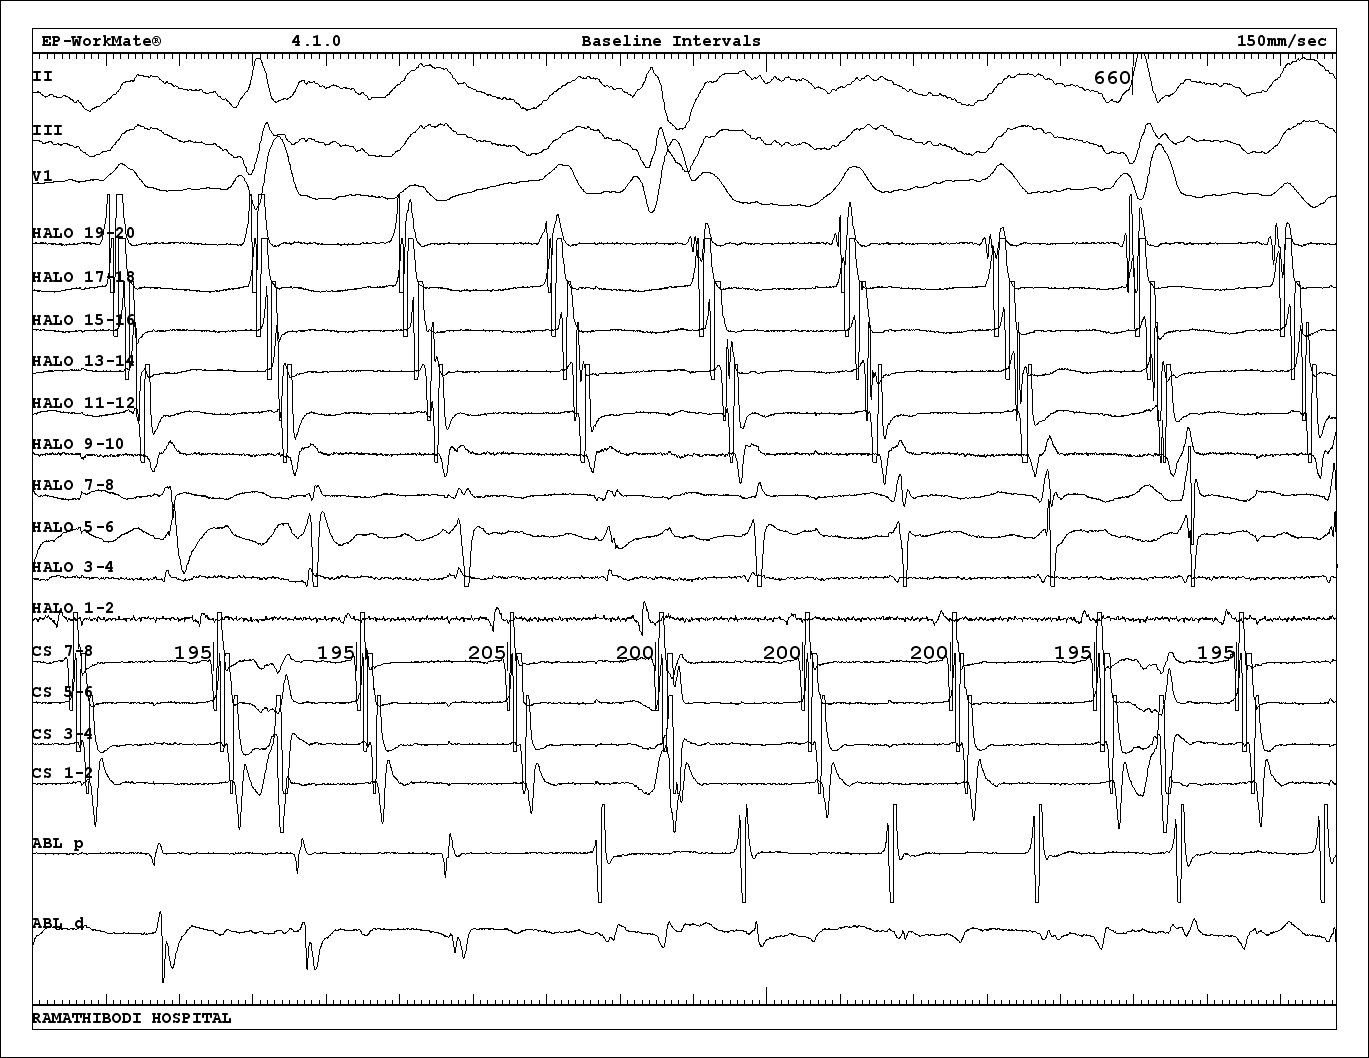 EP-WorkMate® 4.1.0 Baseline Intervals 150mm/sec
II
660
III
V1
HALO 19-20
HALO 17-18
HALO 15-16
HALO 13-14
HALO 11-12
HALO 9-10
HALO 7-8
HALO 5-6
HALO 3-4
HALO 1-2
CS 7-8 195 195 205 200 200 200 195 195
CS 5-6
CS 3-4
CS 1-2
ABL p
ABL d
RAMATHIBODI HOSPITAL